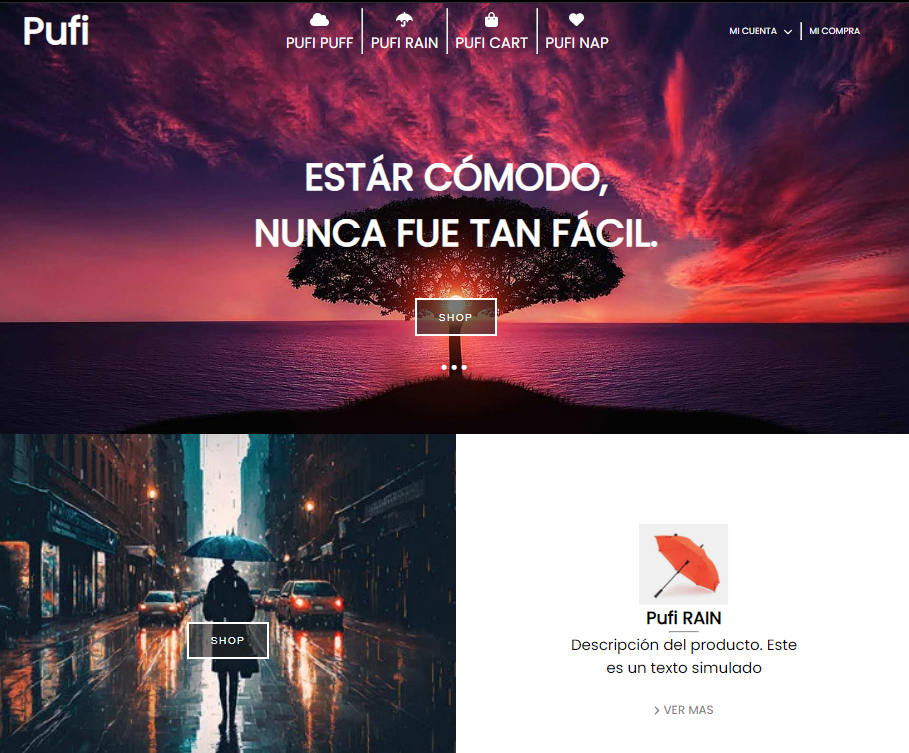 Pufi
PUFI PUFF
PUFI RAIN
PUFI CART
PUFI NAP
MI CUENTA
MI COMPRA
ESTÁR CÓMODO,
NUNCA FUE TAN FÁCIL.
SHOP
SHOP
Pufi RAIN
Descripción del producto. Este
es un texto simulado
VER MAS